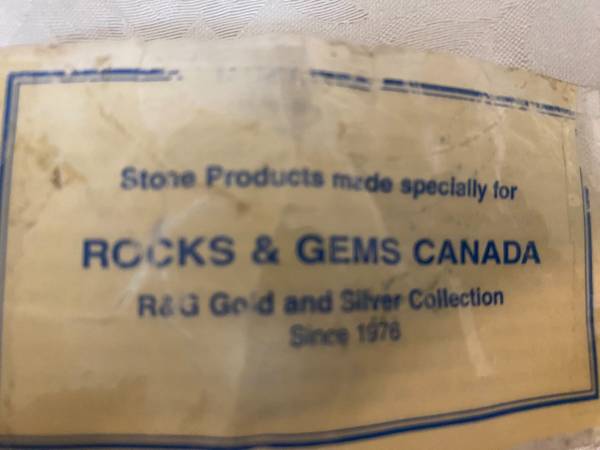 Stone Products made specially for
ROCKS & GEMS CANADA
R&G Gold and Silver Collection
Since 1976